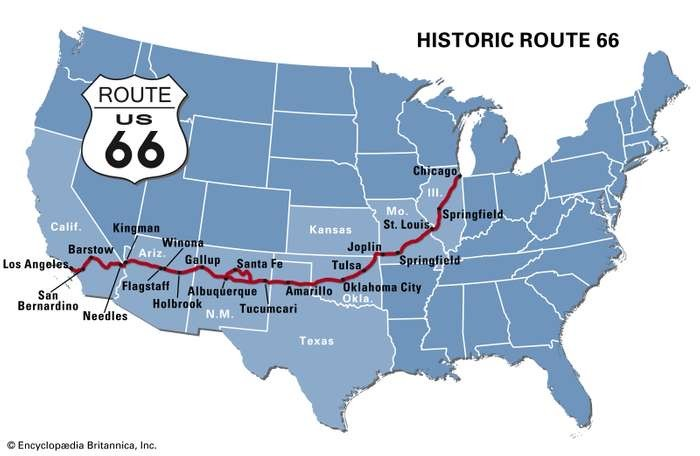 HISTORIC ROUTE 66
ROUTE
US
66
Chicago
Ill.
Springfield
Mo.
St. Louis
Kansas
Joplin
Springfield
Tulsa
Oklahoma City
Okla.
Calif.
Kingman
Winona
Barstow
Ariz.
Gallup
Santa Fe
Los Angeles
Flagstaff
Albuquerque
Amarillo
San
Bernardino
Holbrook
Tucumcari
Needles
N.M.
Texas
© Encyclopædia Britannica, Inc.